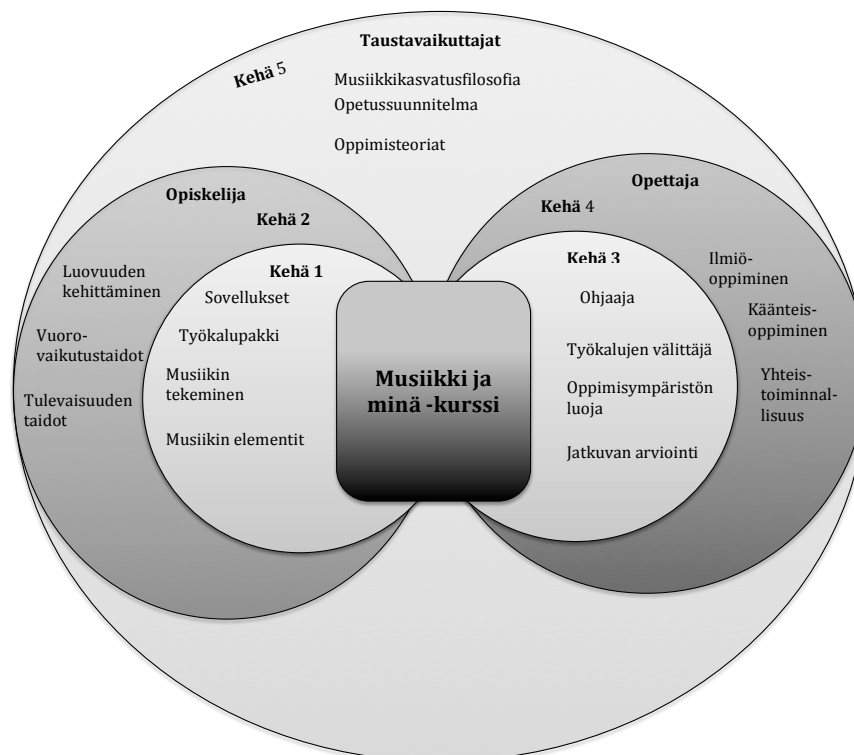 Taustavaikuttajat
Kehä 5
Musiikkikasvatusfilosofia
Opetussuunnitelma
Oppimisteoriat
Opiskelija
Kehä 2
Luovuuden
kehittäminen
Vuoro-
vaikutustaidot
Tulevaisuuden
taidot
Kehä 1
Sovellukset
Työkalupakki
Musiikin
tekeminen
Musiikin elementit
Musiikki ja
minä -kurssi
Opettaja
Kehä 4
Kehä 3
Ohjaaja
Työkalujen välittäjä
Oppimisympäristön
luoja
Jatkuvan arviointi
Ilmiö-
oppiminen
Käänteis-
oppiminen
Yhteis-
toiminnal-
lisuus